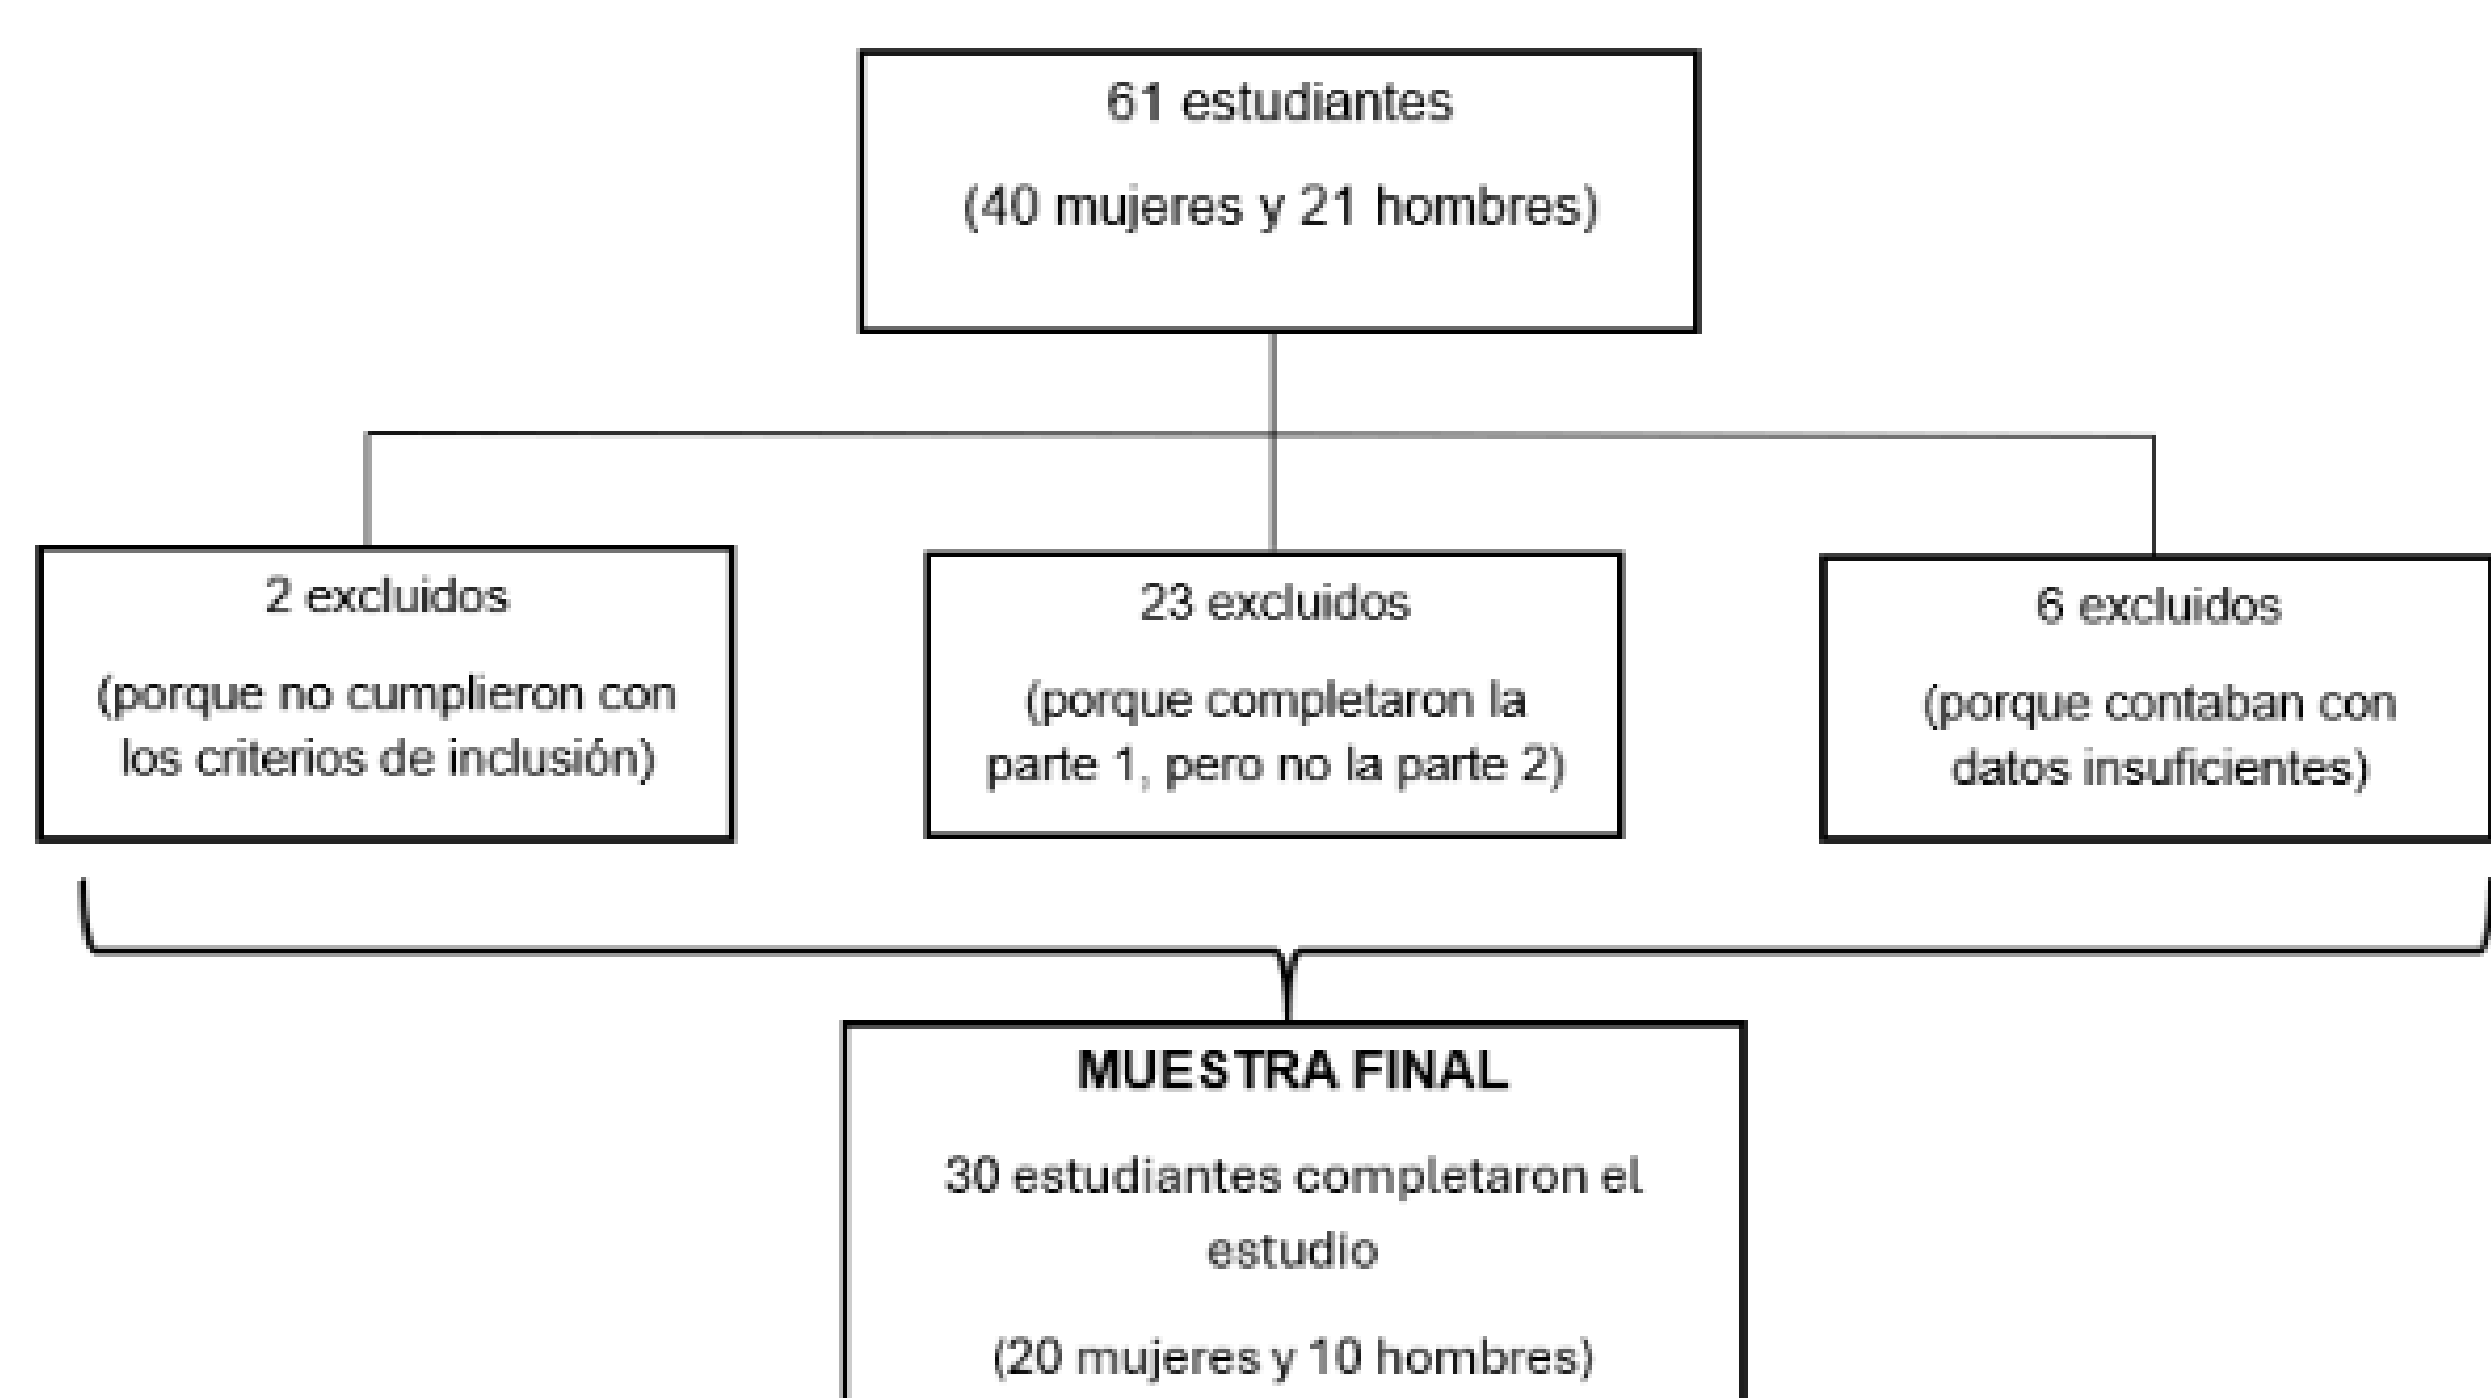 61 estudiantes
(40 mujeres y 21 hombres)
2 excluidos
(porque no cumplieron con
los criterios de inclusión)
23 excluidos
(porque completaron la
parte 1, pero no la parte 2)
6 excluidos
(porque contaban con
datos insuficientes)
MUESTRA FINAL
30 estudiantes completaron el
estudio
(20 mujeres y 10 hombres)